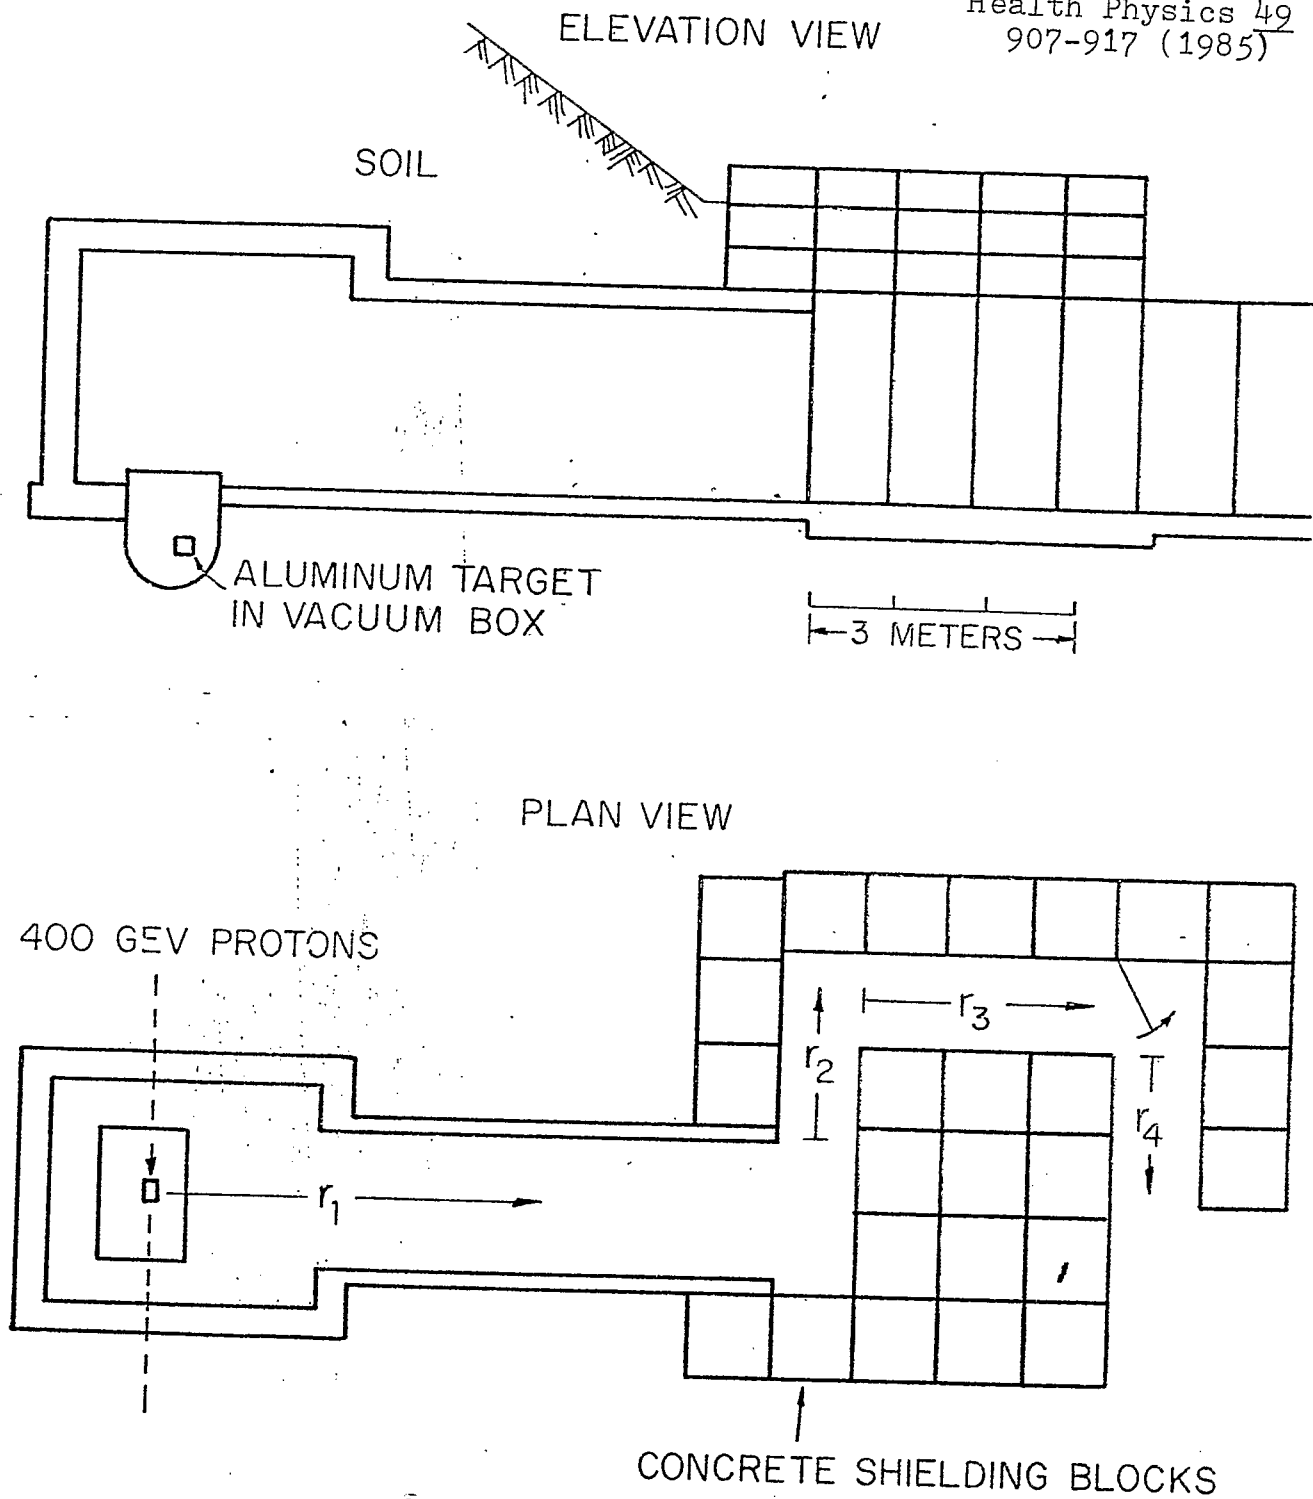 Health Physics 49
907-917 (1985)
ELEVATION VIEW
SOIL
ALUMINUM TARGET
IN VACUUM BOX
3 METERS
PLAN VIEW
400 GEV PROTONS
r3
r2
r4
r1
CONCRETE SHIELDING BLOCKS